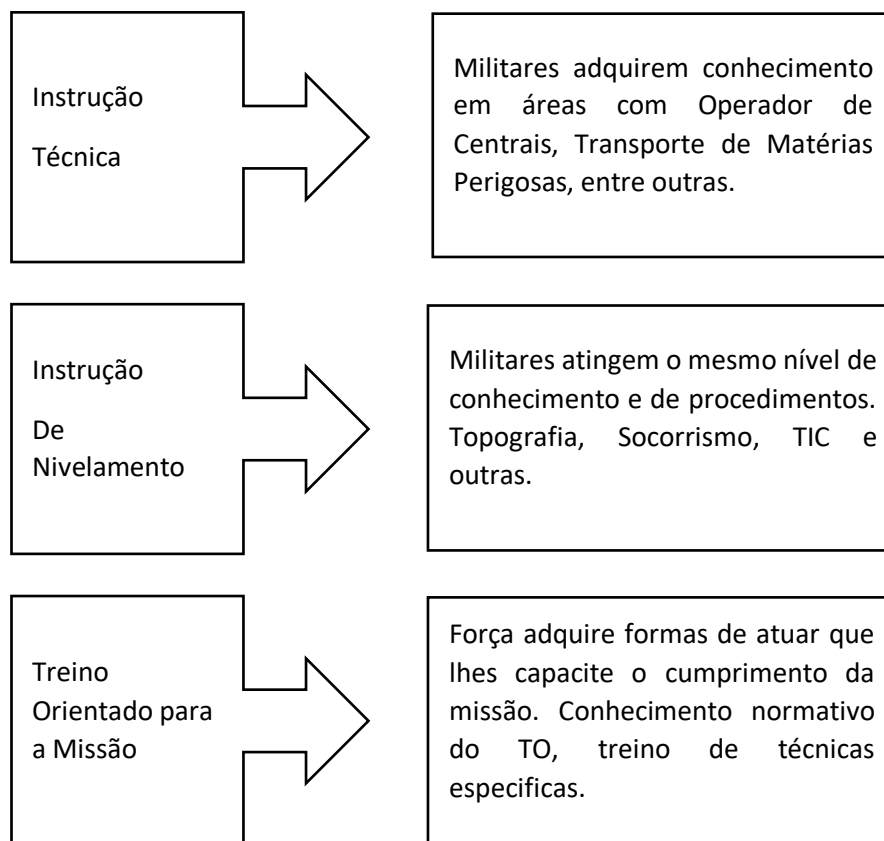 Instrução
Técnica
Militares adquirem conhecimento
em áreas com Operador de
Centrais, Transporte de Matérias
Perigosas, entre outras.
Instrução
De
Nivelamento
Militares atingem o mesmo nível de
conhecimento e de procedimentos.
Topografia, Socorrismo, TIC e
outras.
Treino
Orientado para
a Missão
Força adquire formas de atuar que
lhes capacite o cumprimento da
missão. Conhecimento normativo
do TO, treino de técnicas
especificas.